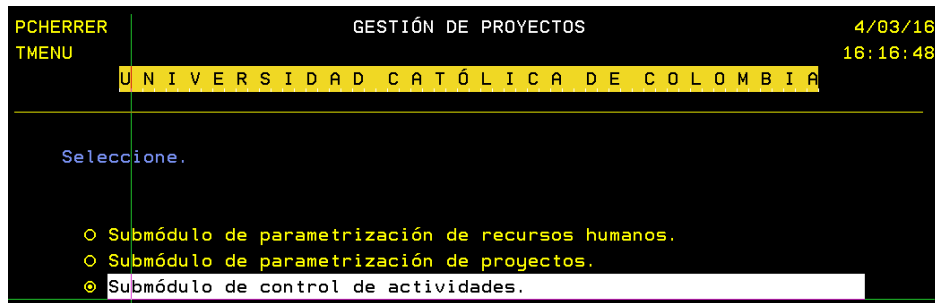 PCHERRER GESTIÓN DE PROYECTOS 4/03/16
TMENU 16:16:48
U N I V E R S I D A D C A T Ó L I C A D E C O L O M B I A
Seleccione.
Submódulo de parametrización de recursos humanos.
Submódulo de parametrización de proyectos.
Submódulo de control de actividades.